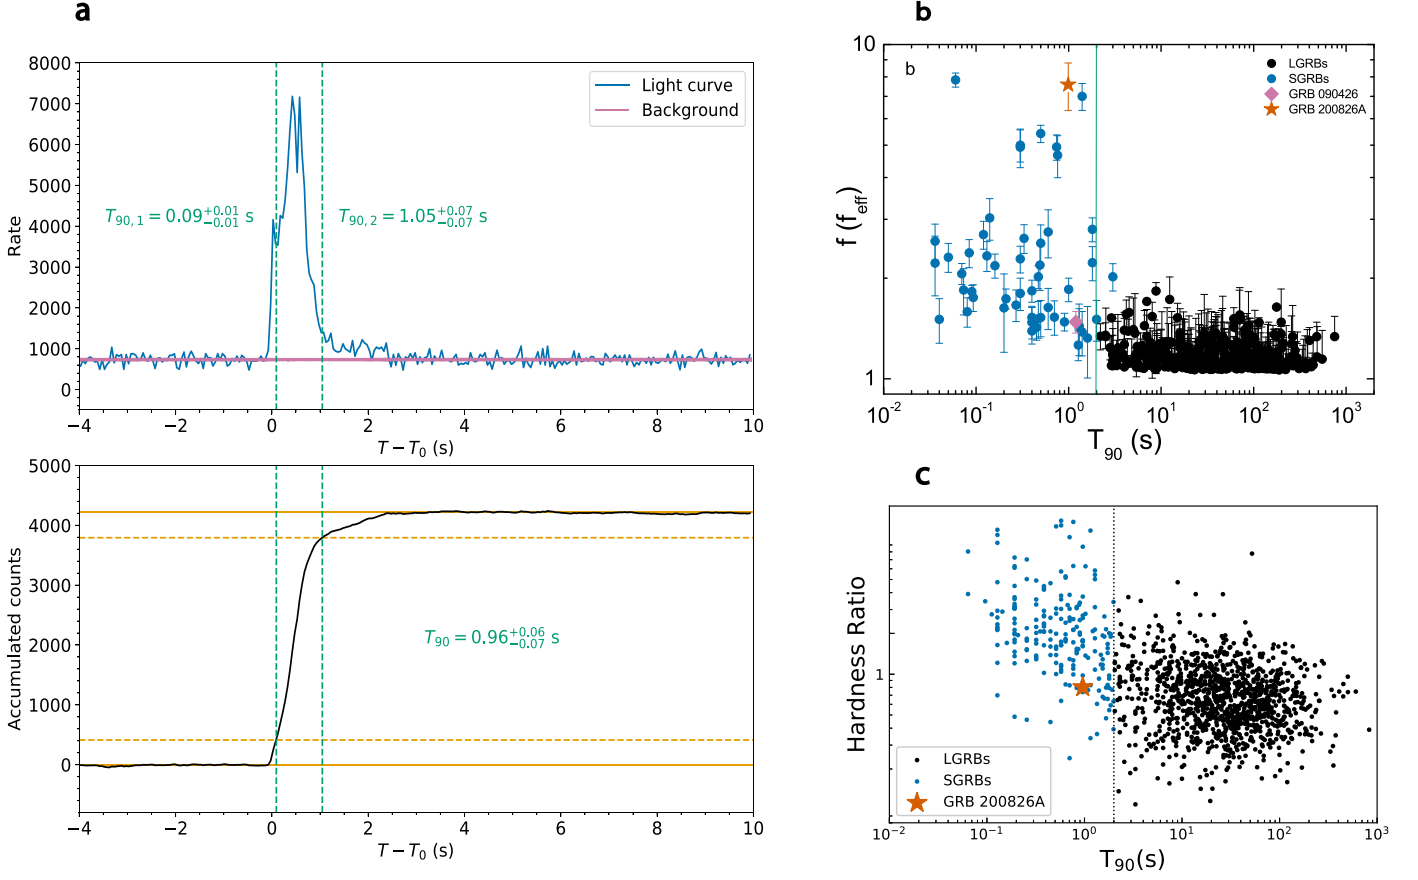 a
8000
7000
6000
5000
4000
3000
2000
1000
0
Rate
Light curve
Background
T90, 1 = 0.09 +0.01 −0.01 s
T90, 2 = 1.05 +0.07 −0.07 s
−4 −2 0 2 4 6 8 10
T − T0 (s)
5000
4000
3000
2000
1000
0
Accumulated counts
T90 = 0.96 +0.06 −0.07 s
−4 −2 0 2 4 6 8 10
T − T0 (s)
b
b
10
1
f (feff)
LGRBs
SGRBs
GRB 090426
GRB 200826A
10⁻² 10⁻¹ 10⁰ 10¹ 10² 10³
T90 (s)
c
1
Hardness Ratio
LGRBs
SGRBs
GRB 200826A
10⁻² 10⁻¹ 10⁰ 10¹ 10² 10³
T90(s)